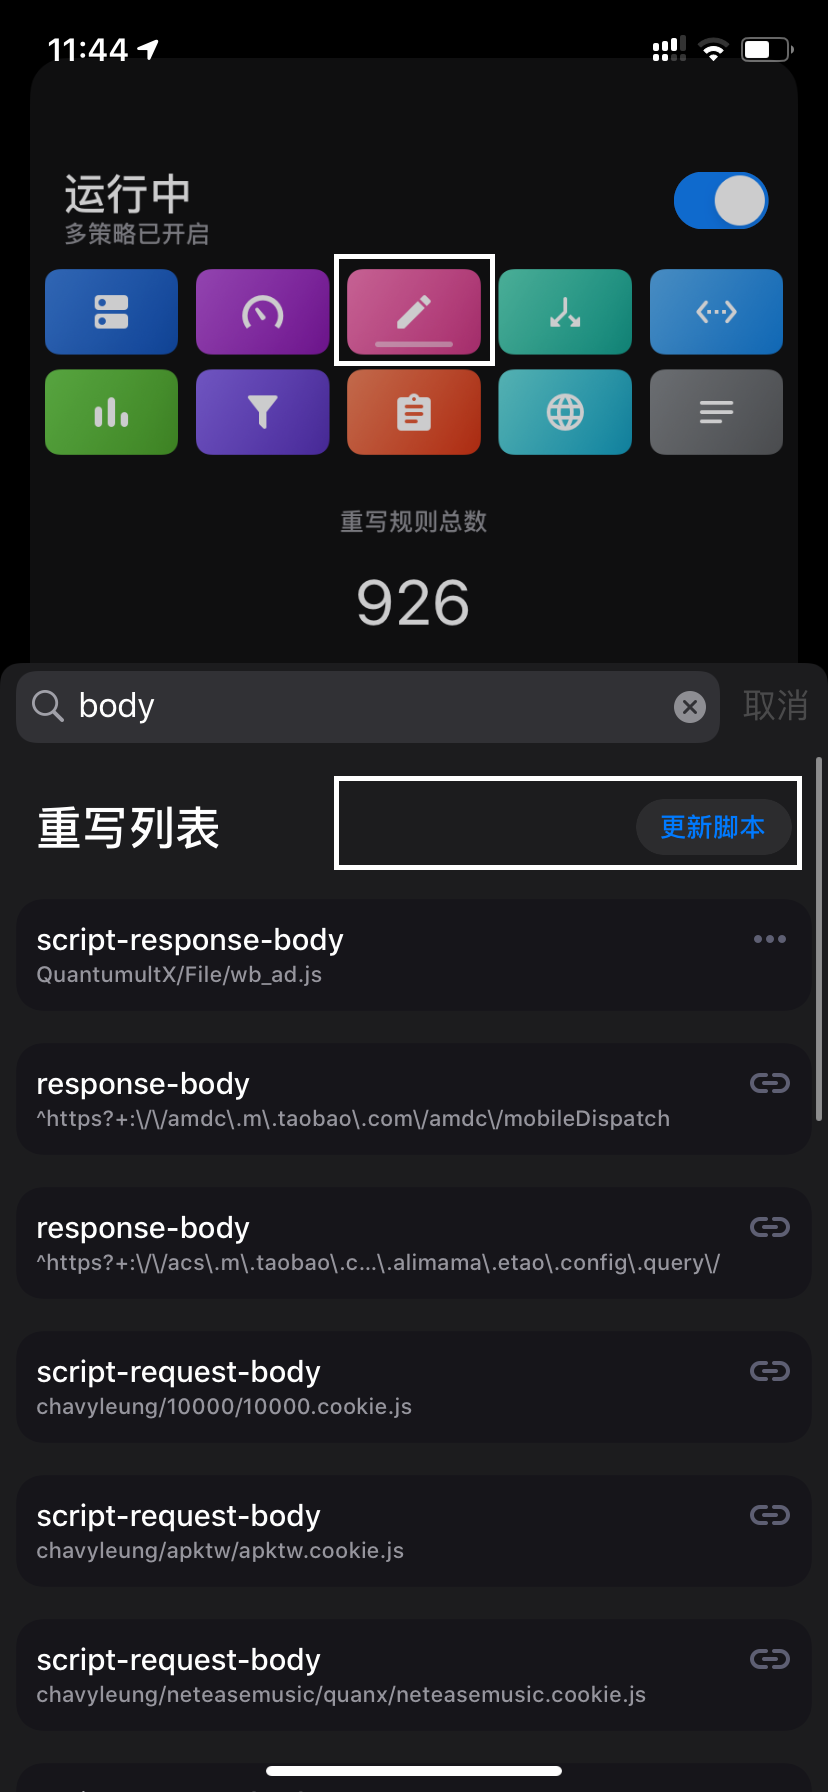 11:44
运行中
多策略已开启
重写规则总数
926
body
取消
重写列表
更新脚本
script-response-body
QuantumultX/File/wb_ad.js
response-body
^https?+:\/\/amdc\.m\.taobao\.com\/amdc\/mobileDispatch
response-body
^https?+:\/\/acs\.m\.taobao\.c...\.alimama\.etao\.config\.query\/
script-request-body
chavyleung/10000/10000.cookie.js
script-request-body
chavyleung/apktw/apktw.cookie.js
script-request-body
chavyleung/neteasemusic/quanx/neteasemusic.cookie.js